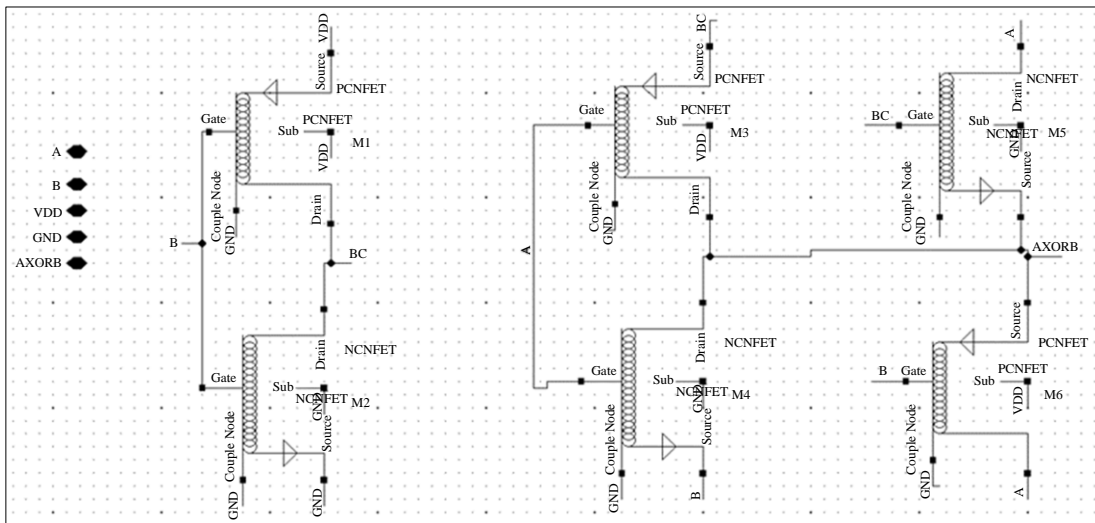 A
B
VDD
GND
AXORB
VDD
Source
PCNFET
Gate
Sub
PCNFET
M1
VDD
Couple Node
Drain
GND
B
BC
NCNFET
Drain
Gate
Sub
NCNFET
GND
M2
Couple Node
Source
GND
GND
BC
Source
PCNFET
Gate
Sub
PCNFET
M3
VDD
Couple Node
Drain
GND
A
NCNFET
Drain
Gate
Sub
NCNFET
GND
M4
Couple Node
Source
GND
B
A
NCNFET
Drain
BC
Gate
Sub
NCNFET
GND
M5
Couple Node
Source
GND
AXORB
Source
PCNFET
B
Gate
Sub
PCNFET
M6
VDD
Couple Node
Drain
GND
A